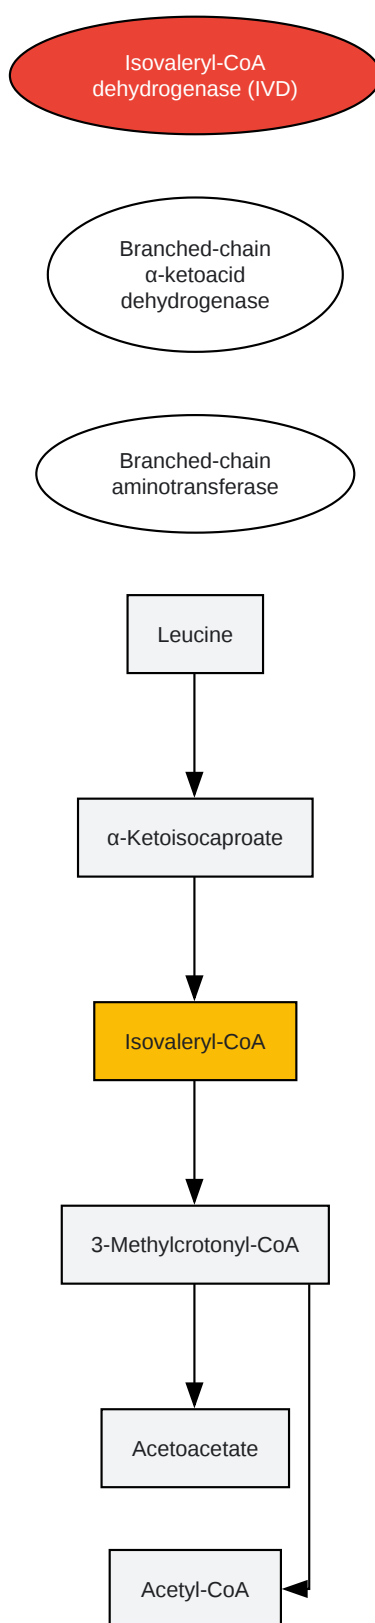 Isovaleryl-CoA
dehydrogenase (IVD)
Branched-chain
α-ketoacid
dehydrogenase
Branched-chain
aminotransferase
Leucine
α-Ketoisocaproate
Isovaleryl-CoA
3-Methylcrotonyl-CoA
Acetoacetate
Acetyl-CoA